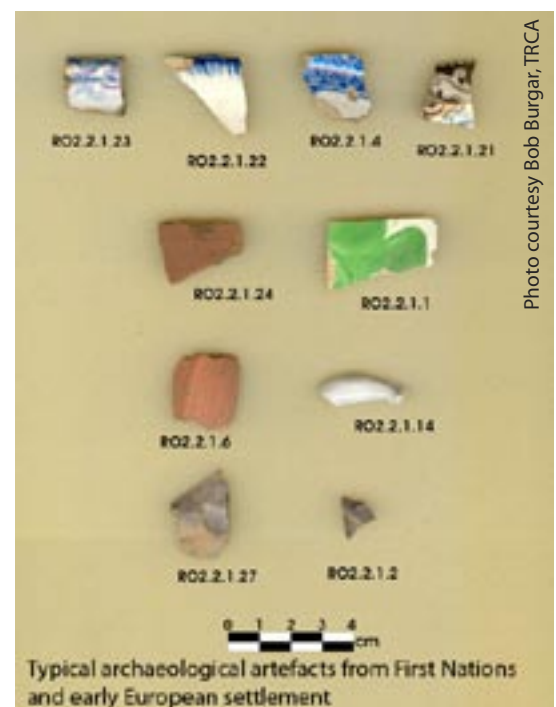 Photo courtesy Bob Burgar, TRCA
RO2.2.1.23
RO2.2.1.22
RO2.2.1.4
RO2.2.1.21
RO2.2.1.24
RO2.2.1.1
RO2.2.1.6
RO2.2.1.14
RO2.2.1.27
RO2.2.1.2
0 1 2 3 4
cm
Typical archaeological artefacts from First Nations
and early European settlement